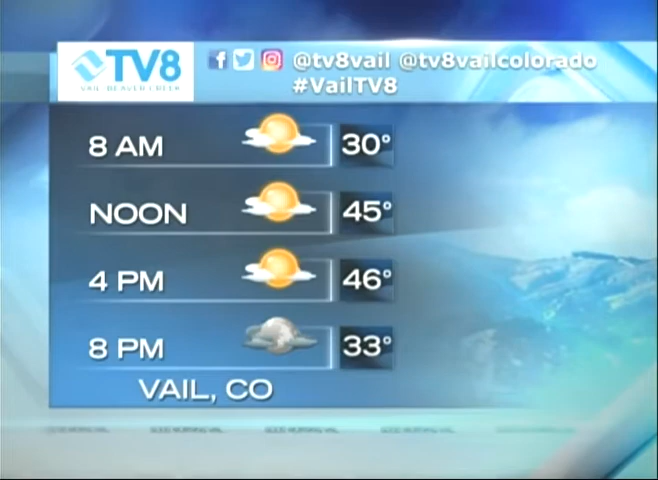 TV8
VAIL BEAVER CREEK
@tv8vail @tv8vailcolorado
#VailTV8
8 AM 30°
NOON 45°
4 PM 46°
8 PM 33°
VAIL, CO